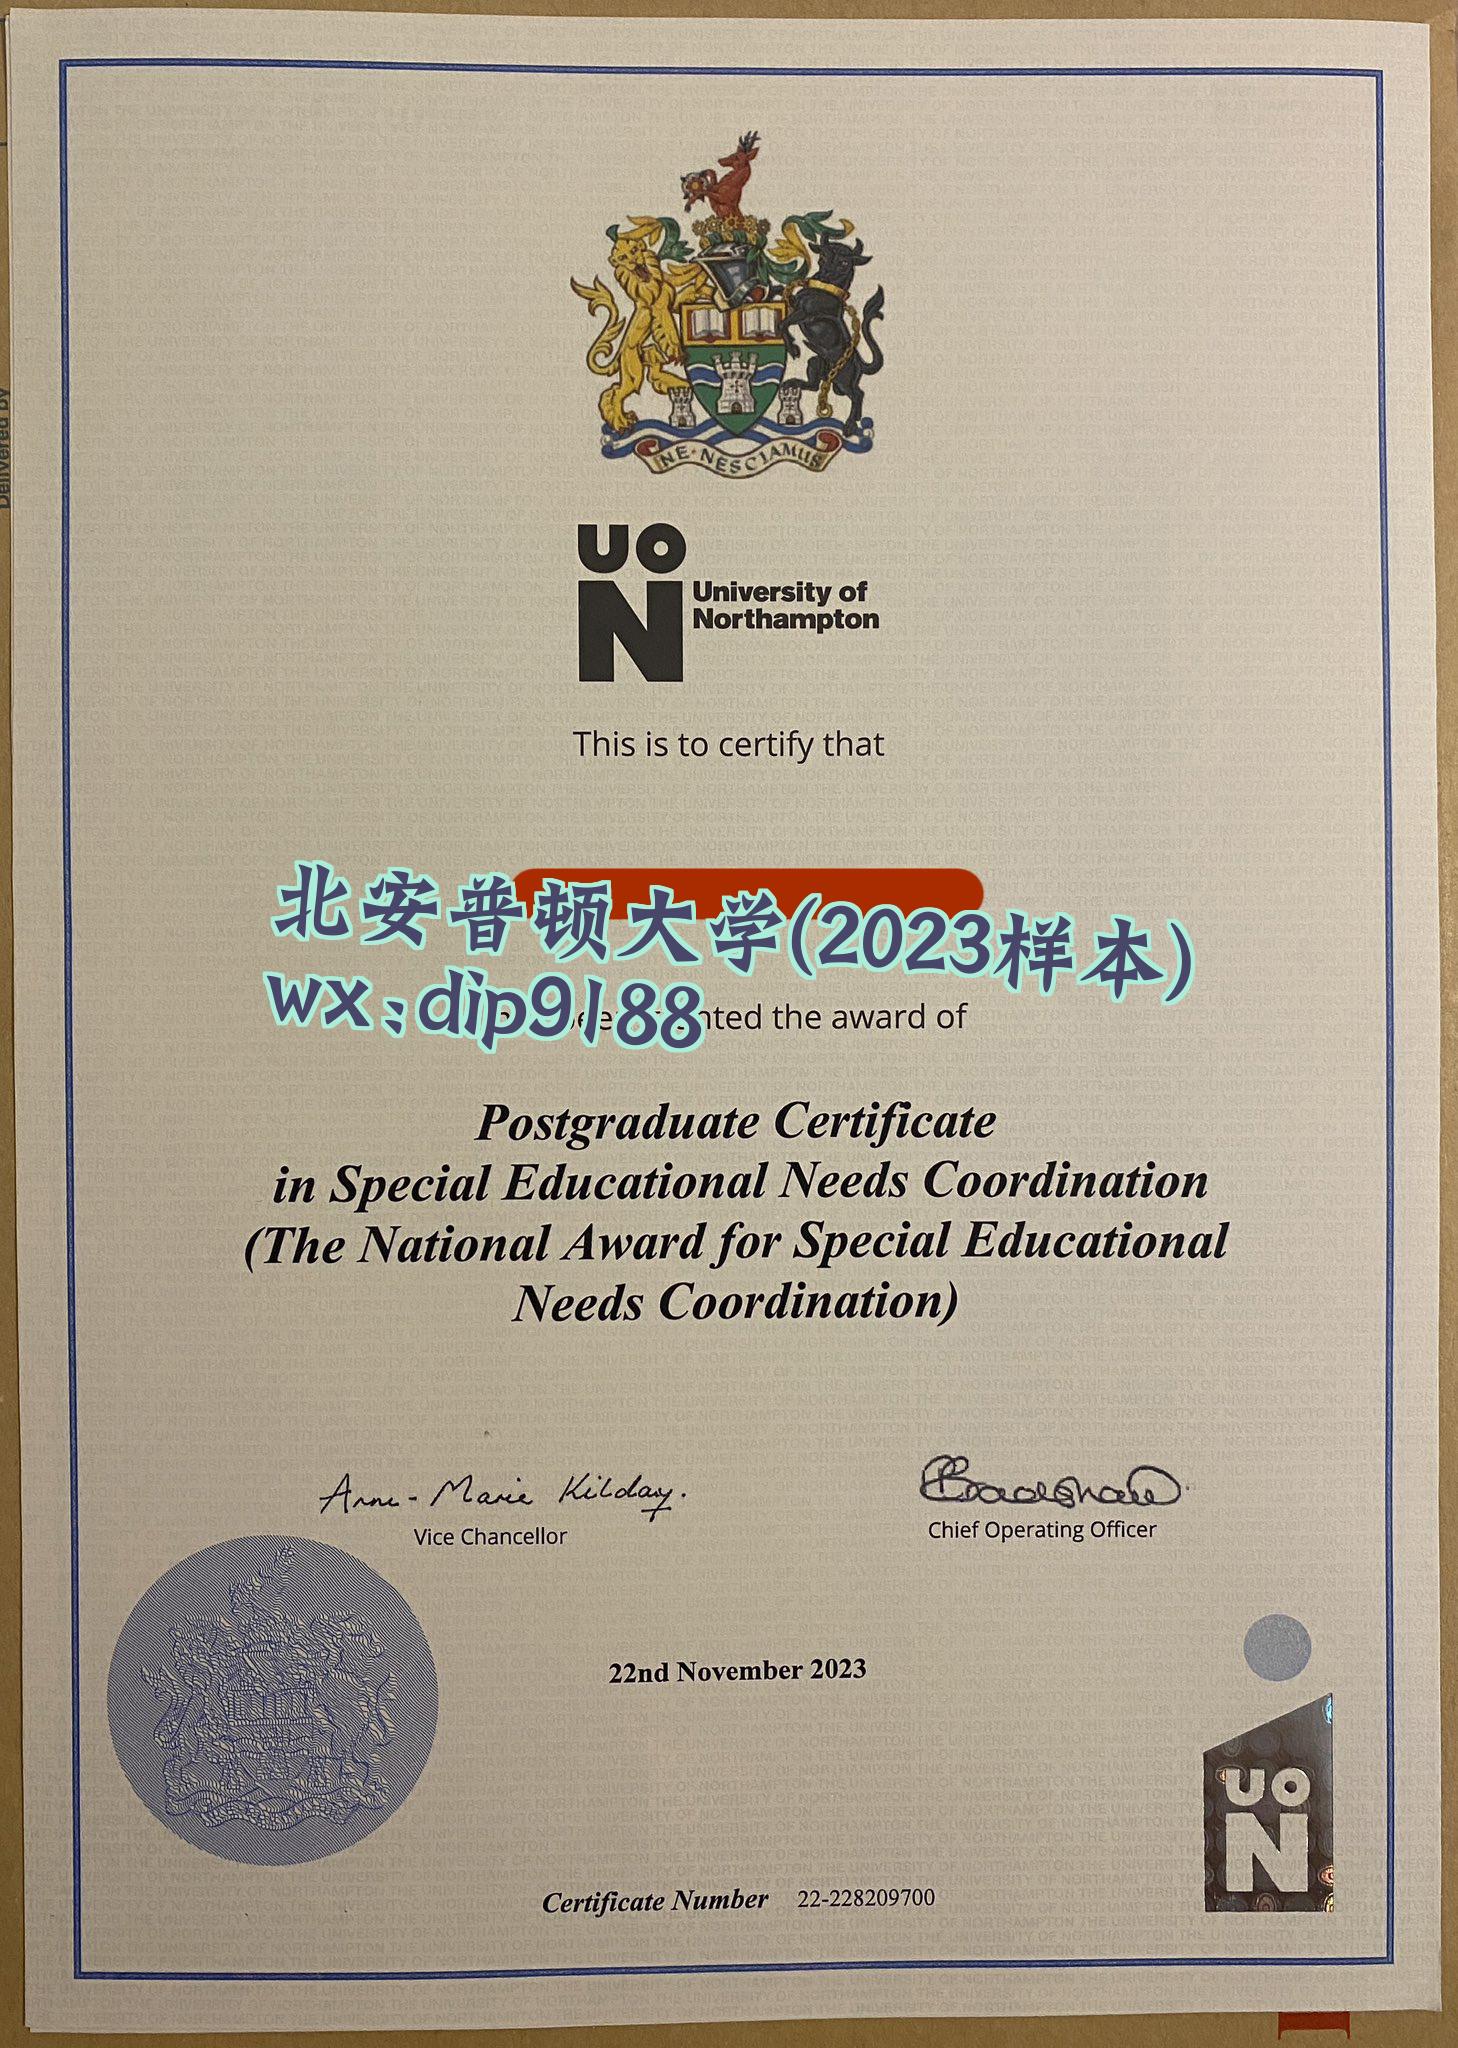 Delivered by
NE·NESCIAMUS
UO
N
University of
Northampton
This is to certify that
北安普顿大学(2023样本)
wx:dip9188
the award of
Postgraduate Certificate
in Special Educational Needs Coordination
(The National Award for Special Educational
Needs Coordination)
Anne-Marie Kilday.
Vice Chancellor
Chief Operating Officer
22nd November 2023
UO
N
Certificate Number 22-228209700